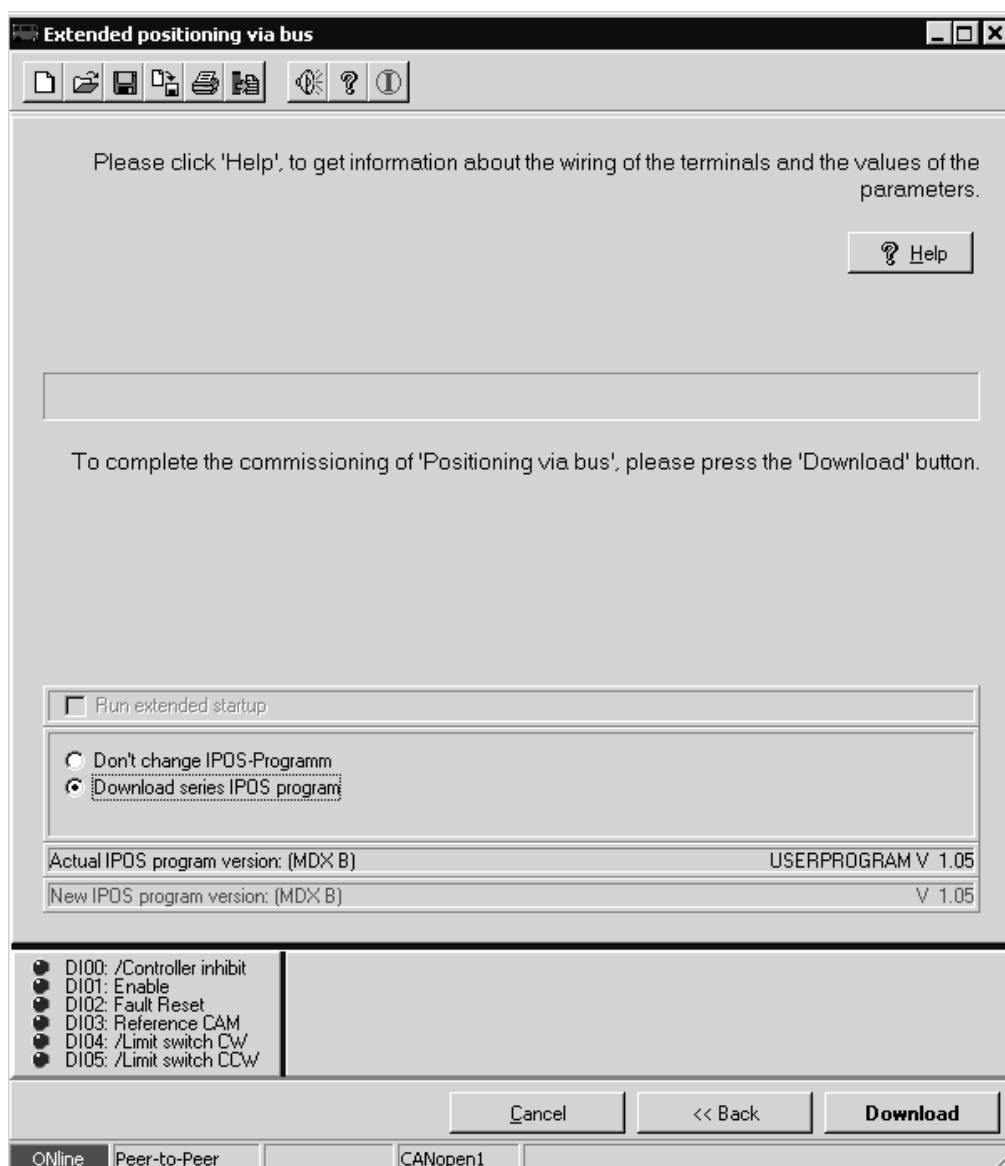 Extended positioning via bus
Please click 'Help', to get information about the wiring of the terminals and the values of the
parameters.
? Help
To complete the commissioning of 'Positioning via bus', please press the 'Download' button.
Run extended startup
Don't change IPOS-Programm
Download series IPOS program
Actual IPOS program version: (MDX B) USERPROGRAM V 1.05
New IPOS program version: (MDX B) V 1.05
DI00: /Controller inhibit
DI01: Enable
DI02: Fault Reset
DI03: Reference CAM
DI04: /Limit switch CW
DI05: /Limit switch CCW
Cancel << Back Download
ONline Peer-to-Peer CANopen1